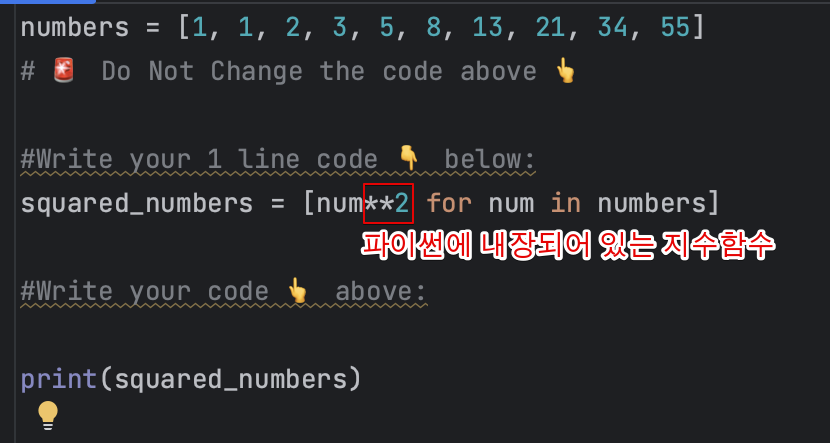 numbers = [1, 1, 2, 3, 5, 8, 13, 21, 34, 55]
# 🚨 Do Not Change the code above 👆
#Write your 1 line code 👇 below:
squared_numbers = [num**2 for num in numbers]
파이썬에 내장되어 있는 지수함수
#Write your code 👆 above:
print(squared_numbers)